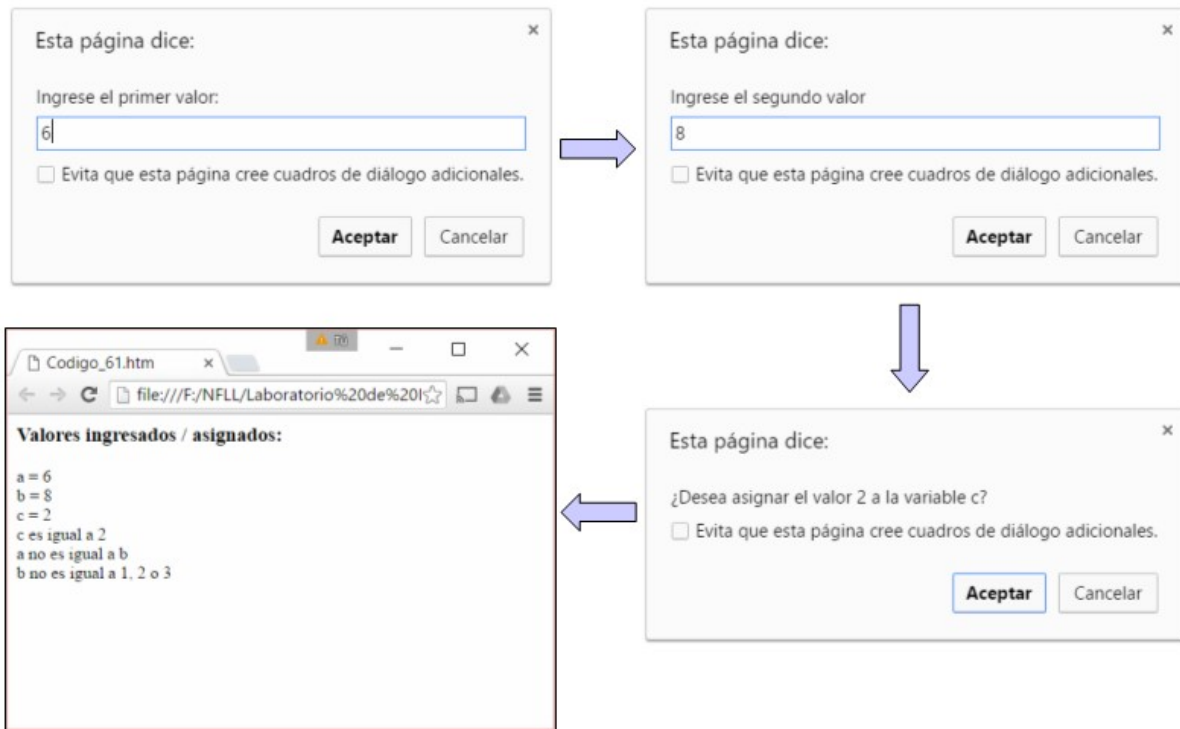 Esta página dice:
Ingrese el primer valor:
6
Evita que esta página cree cuadros de diálogo adicionales.
Aceptar Cancelar
Esta página dice:
Ingrese el segundo valor
8
Evita que esta página cree cuadros de diálogo adicionales.
Aceptar Cancelar
Esta página dice:
¿Desea asignar el valor 2 a la variable c?
Evita que esta página cree cuadros de diálogo adicionales.
Aceptar Cancelar
Codigo_61.htm
file:///F:/NFLL/Laboratorio%20de%20I
Valores ingresados / asignados:
a = 6
b = 8
c = 2
c es igual a 2
a no es igual a b
b no es igual a 1, 2 o 3